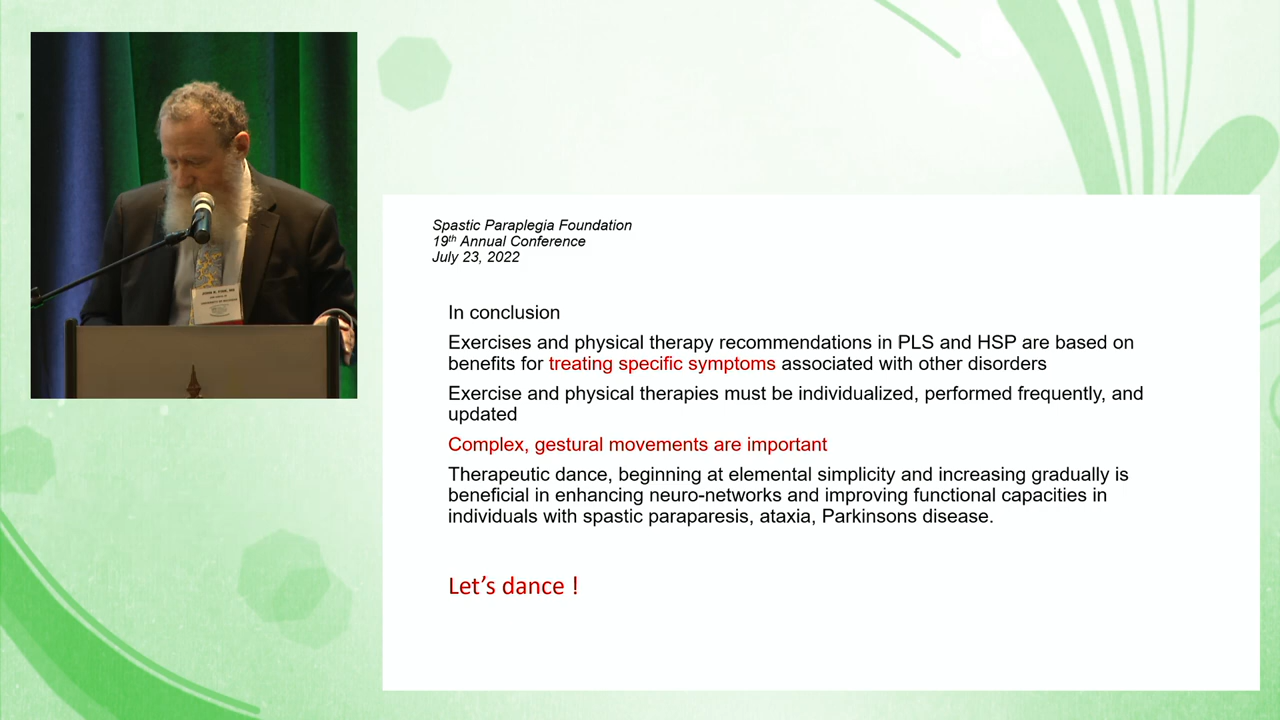 Spastic Paraplegia Foundation
19th Annual Conference
July 23, 2022
In conclusion
Exercises and physical therapy recommendations in PLS and HSP are based on
benefits for treating specific symptoms associated with other disorders
Exercise and physical therapies must be individualized, performed frequently, and
updated
Complex, gestural movements are important
Therapeutic dance, beginning at elemental simplicity and increasing gradually is
beneficial in enhancing neuro-networks and improving functional capacities in
individuals with spastic paraparesis, ataxia, Parkinsons disease.
Let's dance !